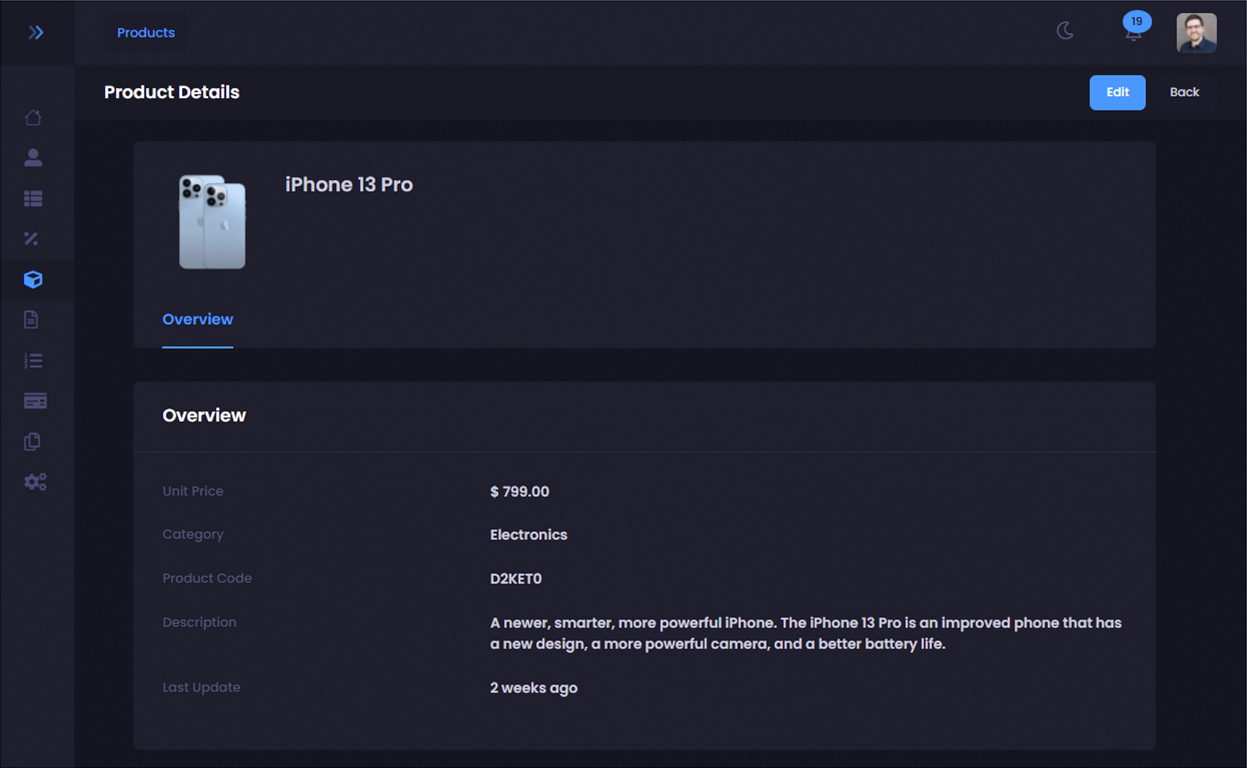 Products
19
Product Details
Edit
Back
iPhone 13 Pro
Overview
Overview
Unit Price
$ 799.00
Category
Electronics
Product Code
D2KET0
Description
A newer, smarter, more powerful iPhone. The iPhone 13 Pro is an improved phone that has
a new design, a more powerful camera, and a better battery life.
Last Update
2 weeks ago